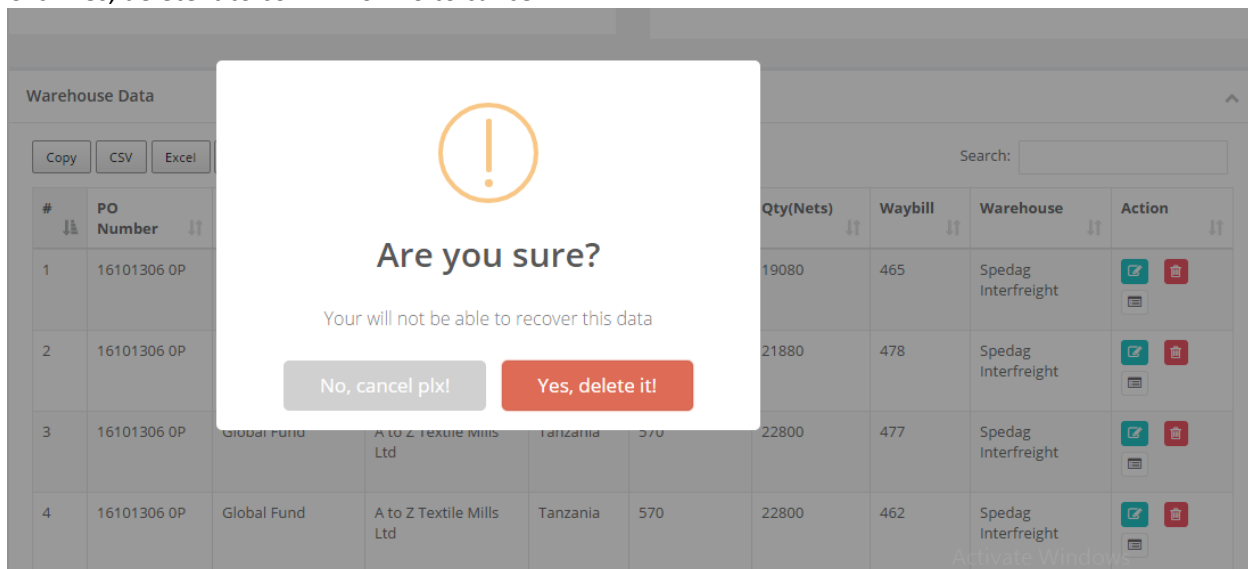 Warehouse Data
Copy CSV Excel Search:
# PO Number Qty(Nets) Waybill Warehouse Action
Are you sure?
Your will not be able to recover this data
No, cancel plx! Yes, delete it!
1 16101306 0P 19080 465 Spedag Interfreight
2 16101306 0P 21880 478 Spedag Interfreight
3 16101306 0P Global Fund A to Z Textile Mills Ltd Tanzania 570 22800 477 Spedag Interfreight
4 16101306 0P Global Fund A to Z Textile Mills Ltd Tanzania 570 22800 462 Spedag Interfreight
Activate Windows